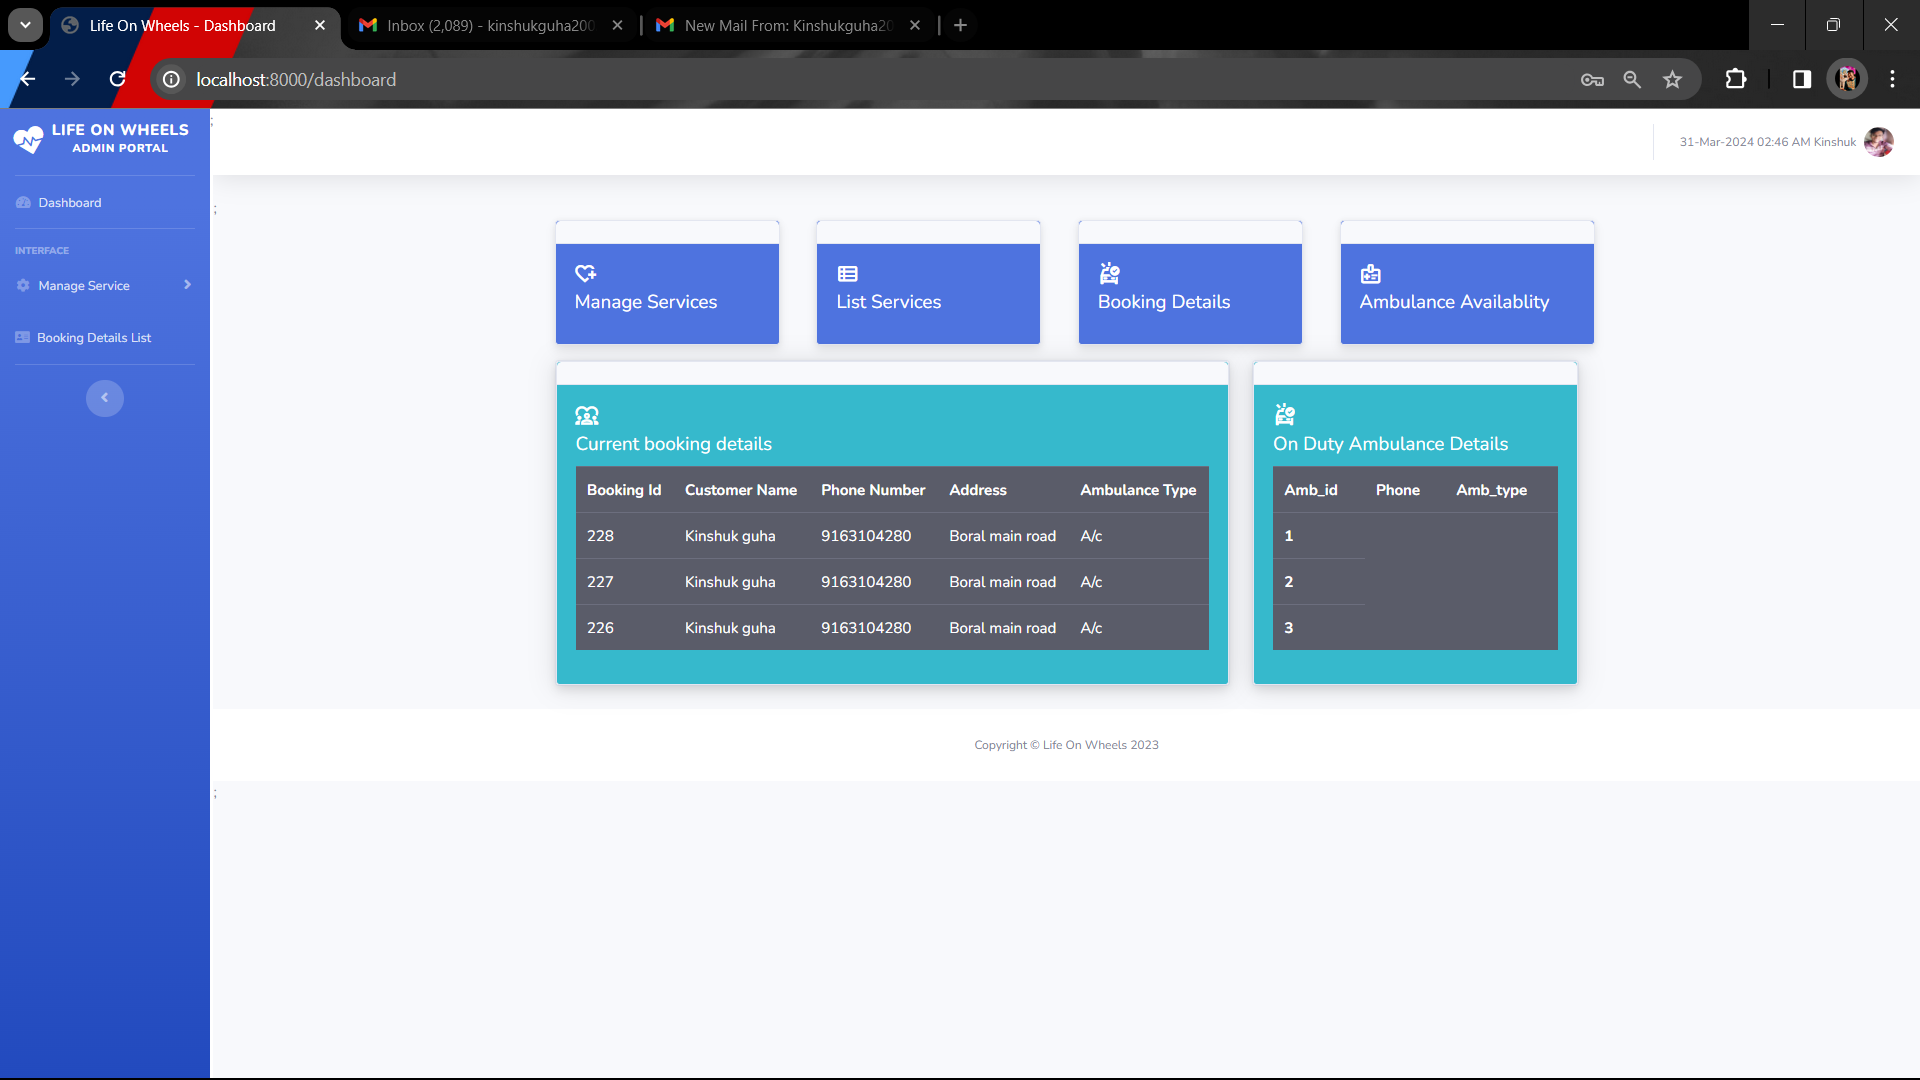 Life On Wheels - Dashboard
Inbox (2,089) - kinshukguha200
New Mail From: Kinshukguha20
localhost:8000/dashboard
LIFE ON WHEELS
ADMIN PORTAL
;
31-Mar-2024 02:46 AM Kinshuk
Dashboard
;
INTERFACE
Manage Service
Booking Details List
Manage Services
List Services
Booking Details
Ambulance Availablity
Current booking details
Booking Id Customer Name Phone Number Address Ambulance Type
228 Kinshuk guha 9163104280 Boral main road A/c
227 Kinshuk guha 9163104280 Boral main road A/c
226 Kinshuk guha 9163104280 Boral main road A/c
On Duty Ambulance Details
Amb_id Phone Amb_type
1
2
3
Copyright © Life On Wheels 2023
;